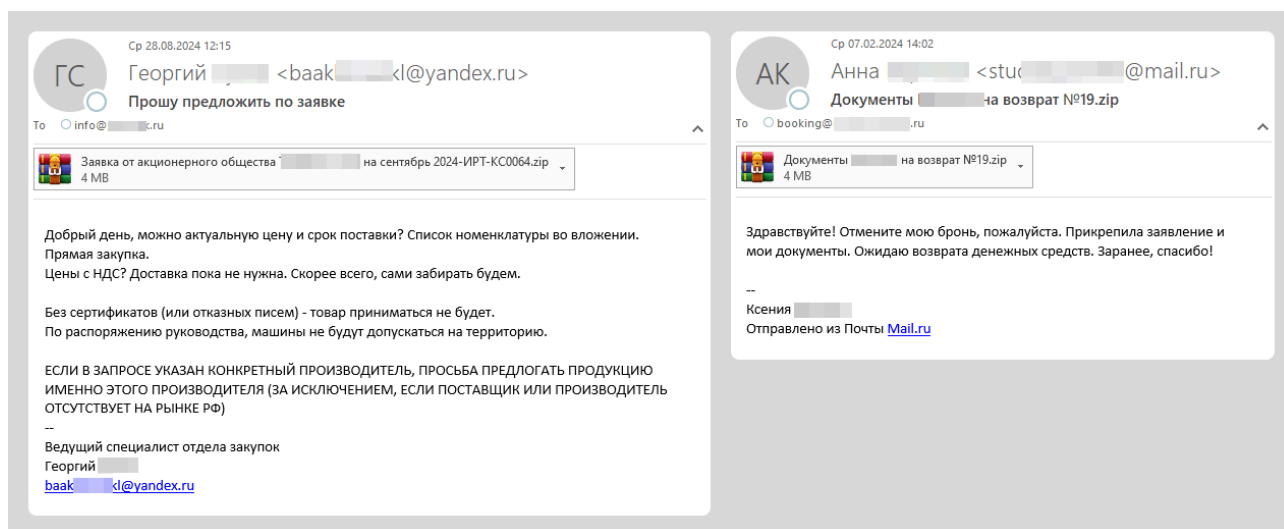 Ср 28.08.2024 12:15
ГС
Георгий <baak kl@yandex.ru>
Прошу предложить по заявке
To info@ .ru
Заявка от акционерного общества на сентябрь 2024-ИРТ-КС0064.zip
4 MB
Добрый день, можно актуальную цену и срок поставки? Список номенклатуры во вложении.
Прямая закупка.
Цены с НДС? Доставка пока не нужна. Скорее всего, сами забирать будем.
Без сертификатов (или отказных писем) - товар приниматься не будет.
По распоряжению руководства, машины не будут допускаться на территорию.
ЕСЛИ В ЗАПРОСЕ УКАЗАН КОНКРЕТНЫЙ ПРОИЗВОДИТЕЛЬ, ПРОСЬБА ПРЕДЛОГАТЬ ПРОДУКЦИЮ
ИМЕННО ЭТОГО ПРОИЗВОДИТЕЛЯ (ЗА ИСКЛЮЧЕНИЕМ, ЕСЛИ ПОСТАВЩИК ИЛИ ПРОИЗВОДИТЕЛЬ
ОТСУТСТВУЕТ НА РЫНКЕ РФ)
--
Ведущий специалист отдела закупок
Георгий
baak kl@yandex.ru
Ср 07.02.2024 14:02
АК
Анна <stu @mail.ru>
Документы на возврат №19.zip
To booking@ .ru
Документы на возврат №19.zip
4 MB
Здравствуйте! Отмените мою бронь, пожалуйста. Прикрепила заявление и
мои документы. Ожидаю возврата денежных средств. Заранее, спасибо!
--
Ксения
Отправлено из Почты Mail.ru